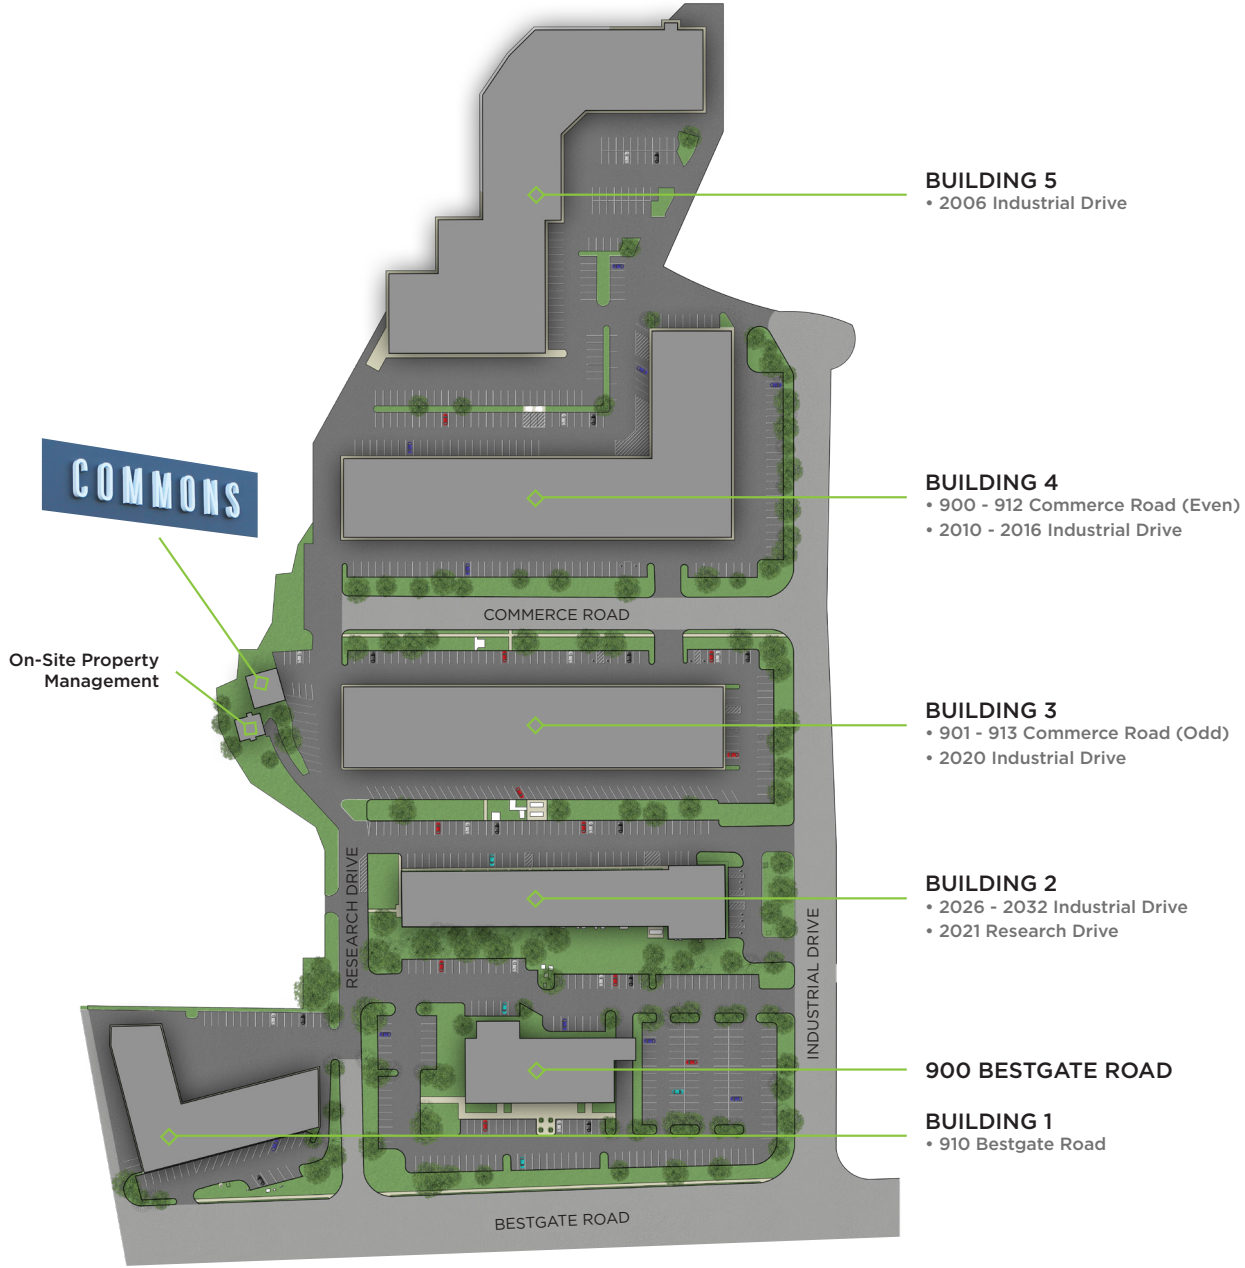 BUILDING 5
• 2006 Industrial Drive
COMMONS
BUILDING 4
• 900 - 912 Commerce Road (Even)
• 2010 - 2016 Industrial Drive
COMMERCE ROAD
On-Site Property
Management
BUILDING 3
• 901 - 913 Commerce Road (Odd)
• 2020 Industrial Drive
RESEARCH DRIVE
BUILDING 2
• 2026 - 2032 Industrial Drive
• 2021 Research Drive
INDUSTRIAL DRIVE
900 BESTGATE ROAD
BUILDING 1
• 910 Bestgate Road
BESTGATE ROAD